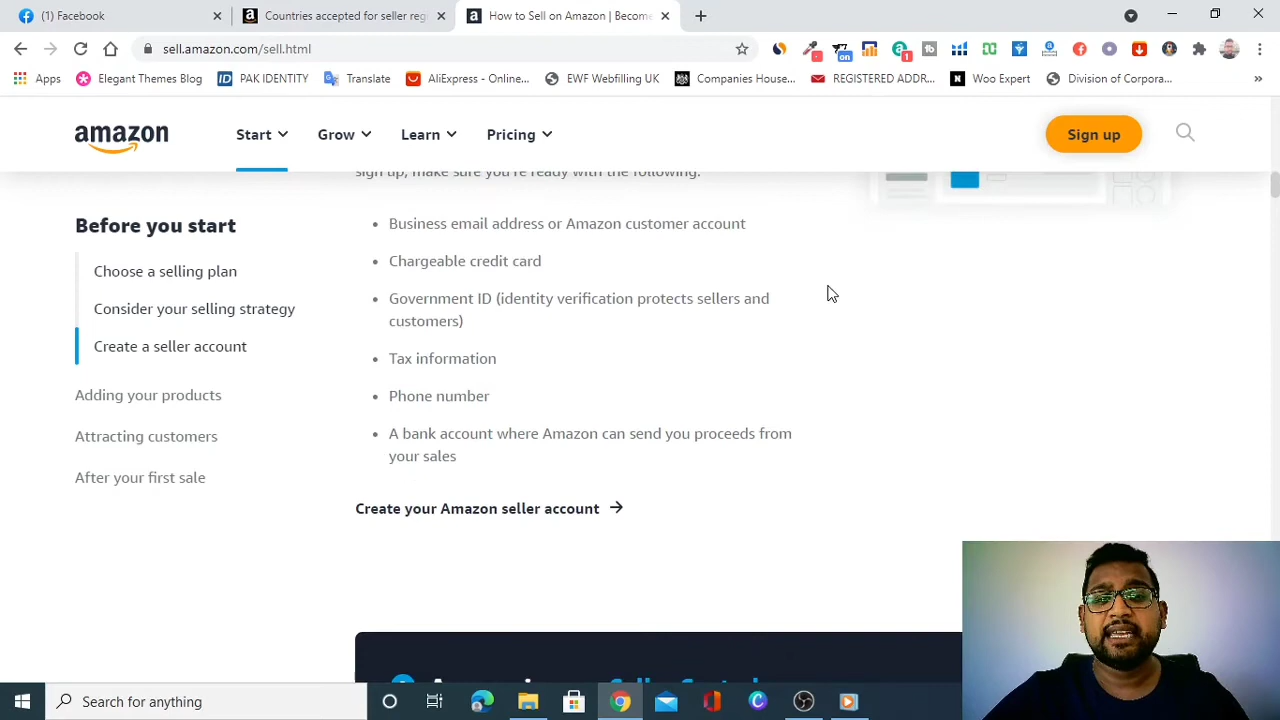 (1) Facebook
Countries accepted for seller reg
How to Sell on Amazon | Become
sell.amazon.com/sell.html
on
1
Apps
Elegant Themes Blog
PAK IDENTITY
Translate
AliExpress - Online...
EWF Webfilling UK
Companies House...
REGISTERED ADDR...
Woo Expert
Division of Corpora...
amazon
Start
Grow
Learn
Pricing
Sign up
sign up, make sure you're ready with the following:
Before you start
Choose a selling plan
Consider your selling strategy
Create a seller account
Adding your products
Attracting customers
After your first sale
• Business email address or Amazon customer account
• Chargeable credit card
• Government ID (identity verification protects sellers and
customers)
• Tax information
• Phone number
• A bank account where Amazon can send you proceeds from
your sales
Create your Amazon seller account →
Search for anything